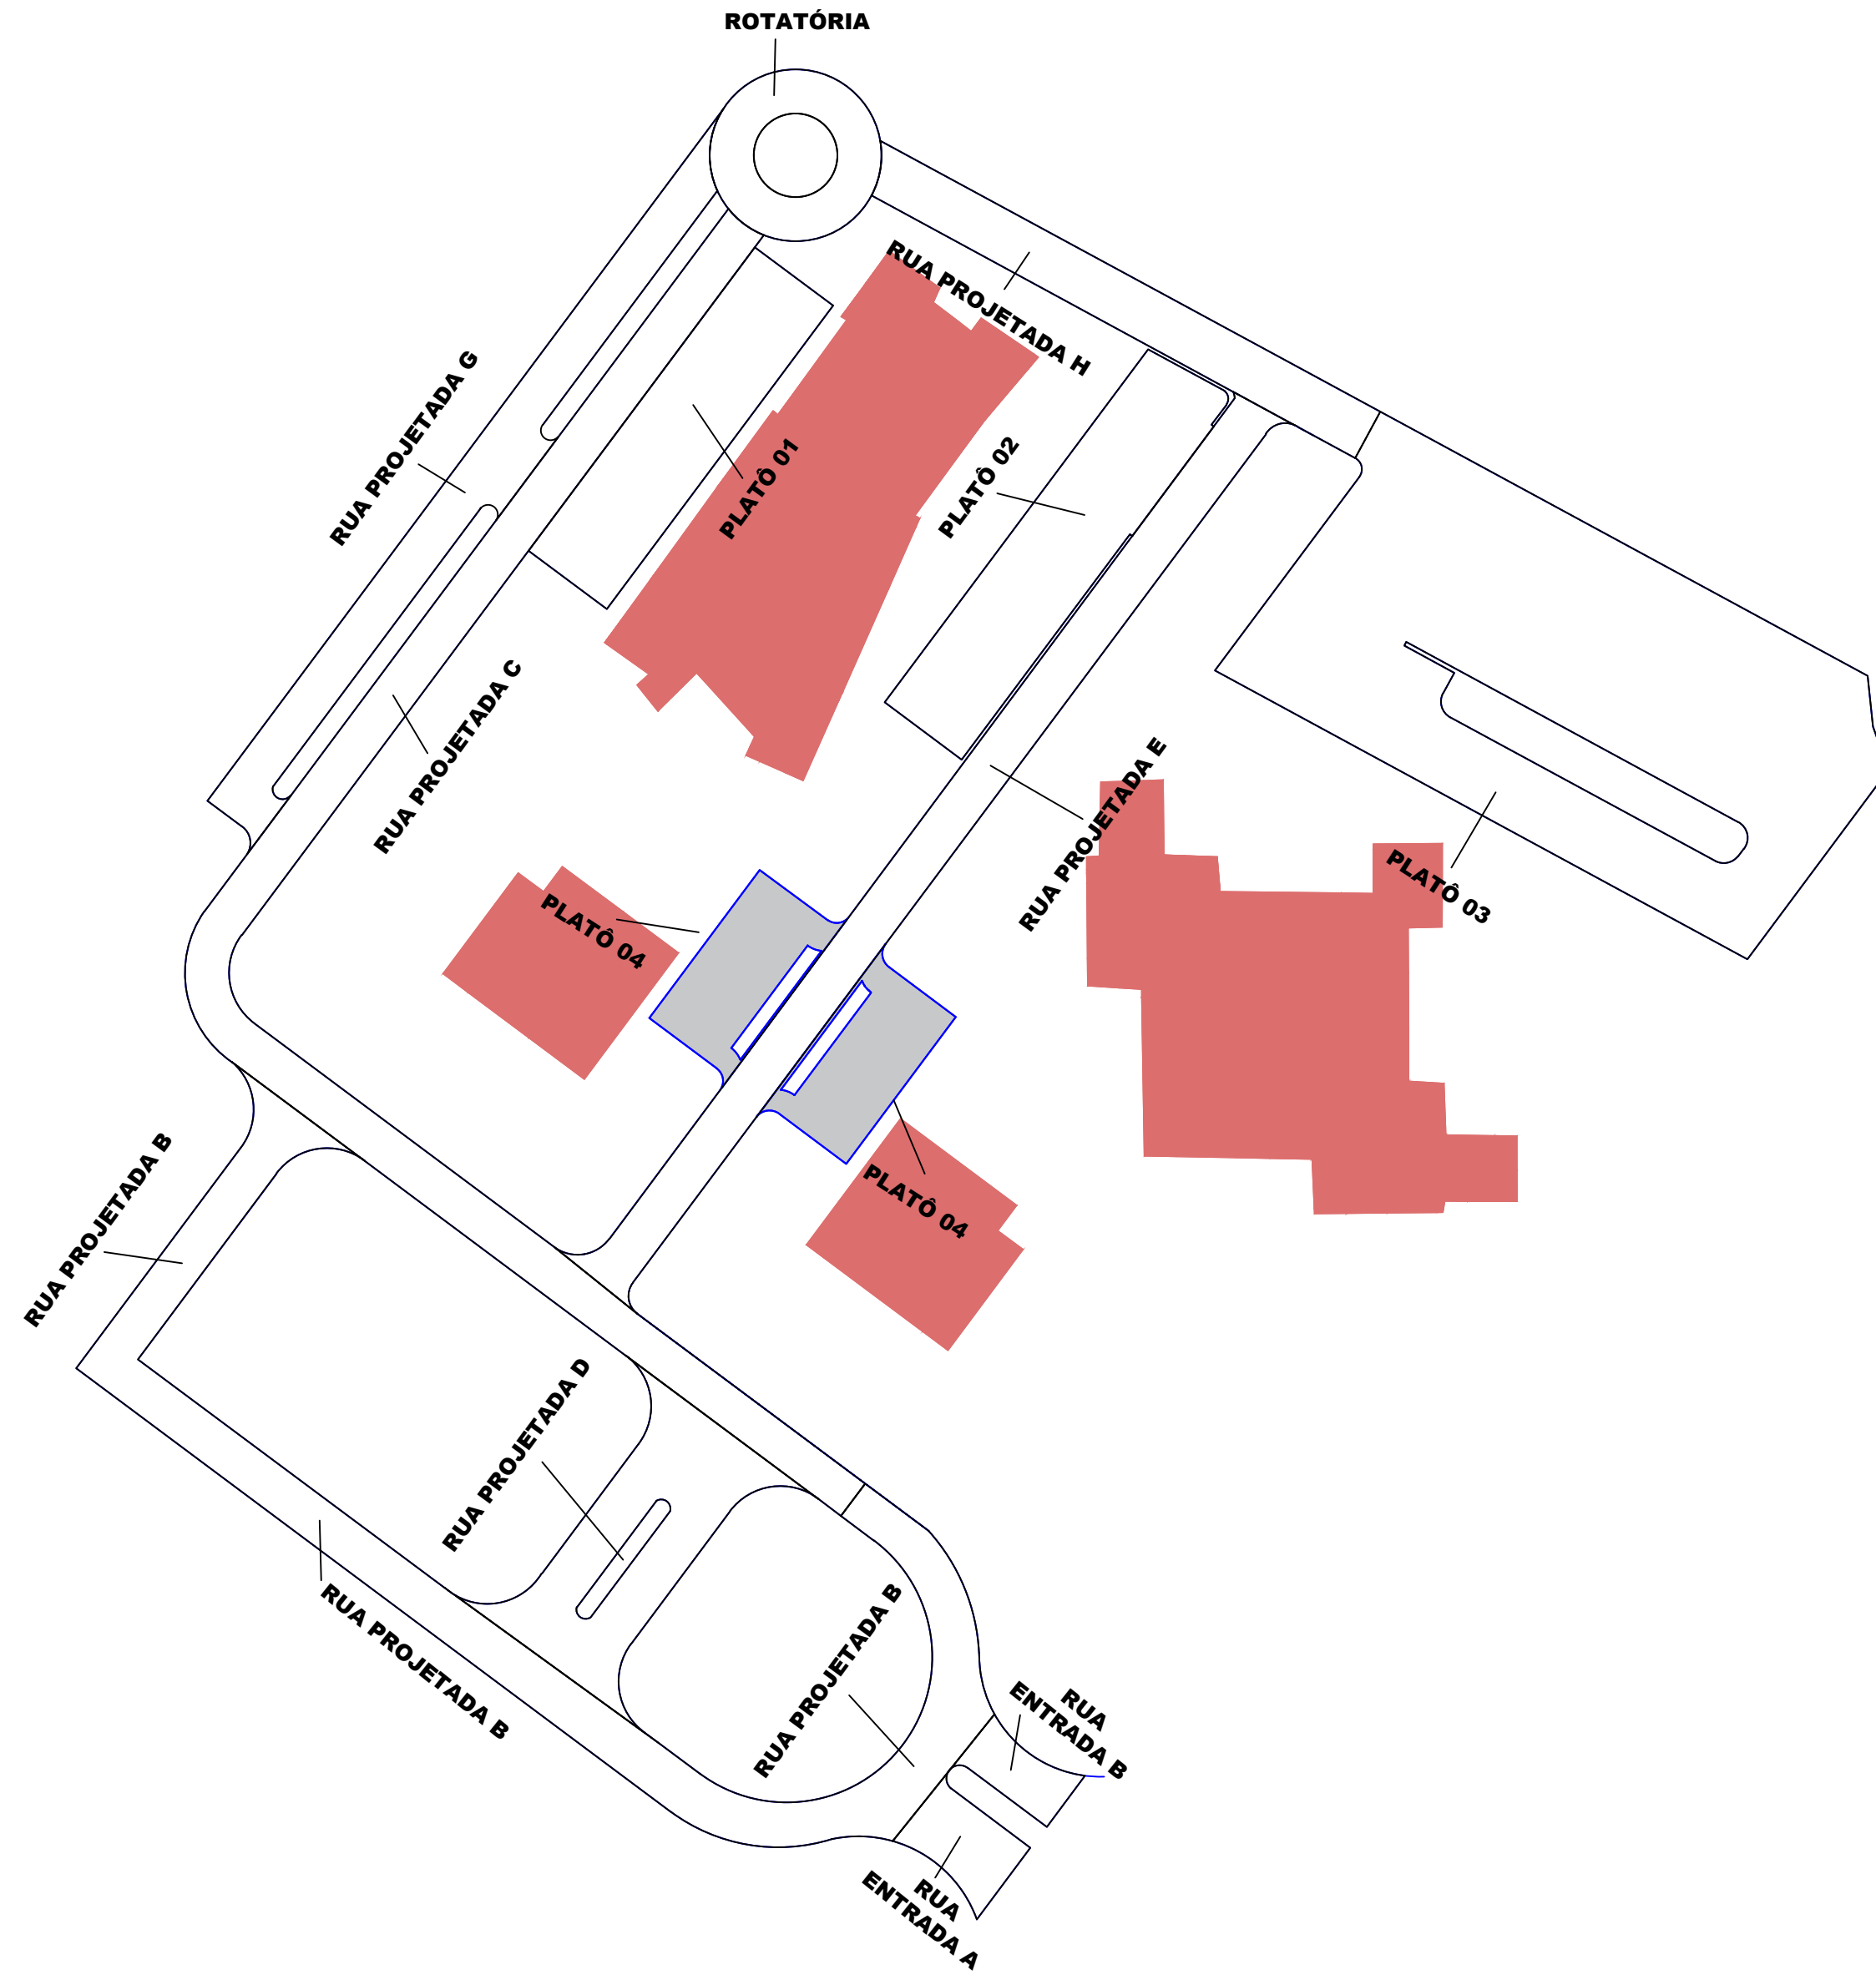 ROTATÓRIA
RUA PROJETADA H
RUA PROJETADA G
PLATÔ 01
PLATÔ 02
RUA PROJETADA C
RUA PROJETADA E
PLATÔ 03
PLATÔ 04
PLATÔ 04
RUA PROJETADA B
RUA PROJETADA D
RUA PROJETADA B
RUA PROJETADA B
RUA
ENTRADA B
RUA
ENTRADA A